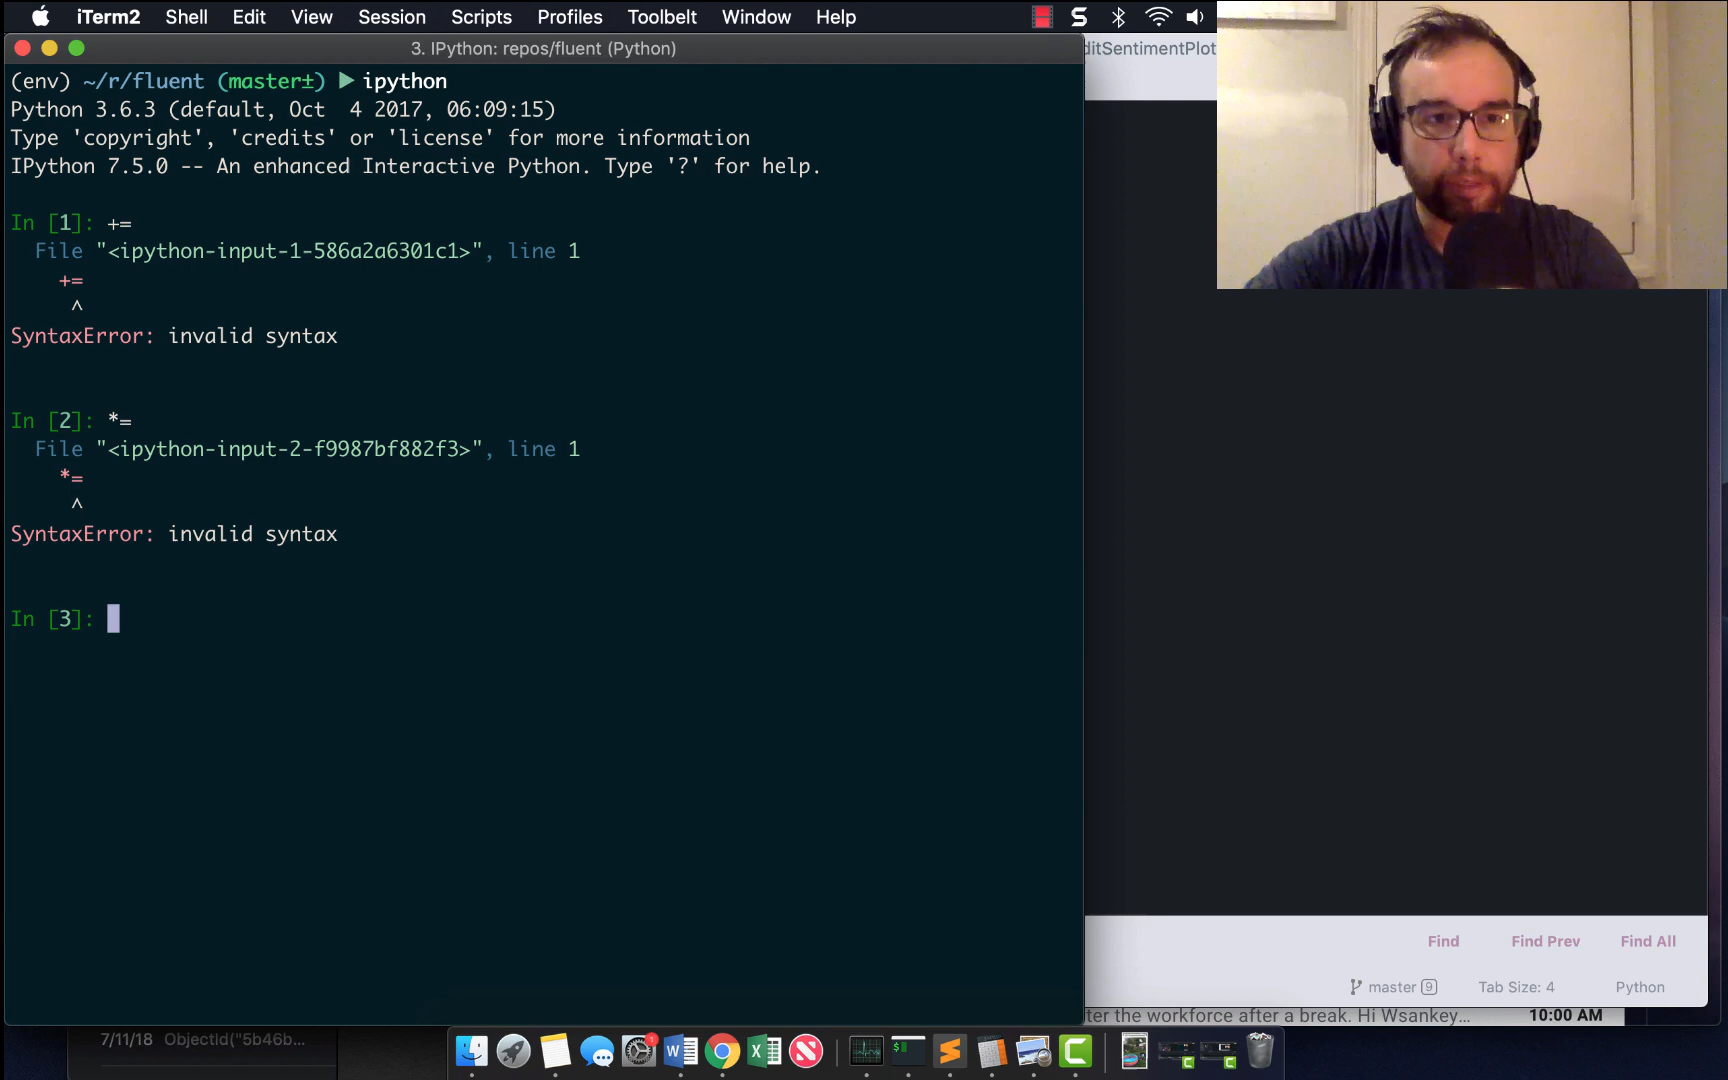 iTerm2 Shell Edit View Session Scripts Profiles Toolbelt Window Help
3. IPython: repos/fluent (Python)
ditSentimentPlot
(env) ~/r/fluent (master±) ▶ ipython
Python 3.6.3 (default, Oct  4 2017, 06:09:15)
Type 'copyright', 'credits' or 'license' for more information
IPython 7.5.0 -- An enhanced Interactive Python. Type '?' for help.
In [1]: +=
File "<ipython-input-1-586a2a6301c1>", line 1
+=
^
SyntaxError: invalid syntax
In [2]: *=
File "<ipython-input-2-f9987bf882f3>", line 1
*=
^
SyntaxError: invalid syntax
In [3]:
Find Find Prev Find All
master 9 Tab Size: 4 Python
ter the workforce after a break. Hi Wsankey... 10:00 AM
7/11/18 ObjectId("5b46b...